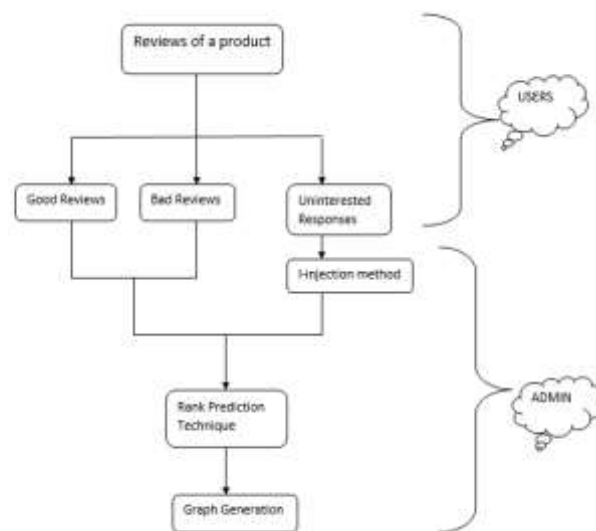 Reviews of a product
USERS
Good Reviews
Bad Reviews
Uninterested
Responses
I-Injection method
ADMIN
Rank Prediction
Technique
Graph Generation